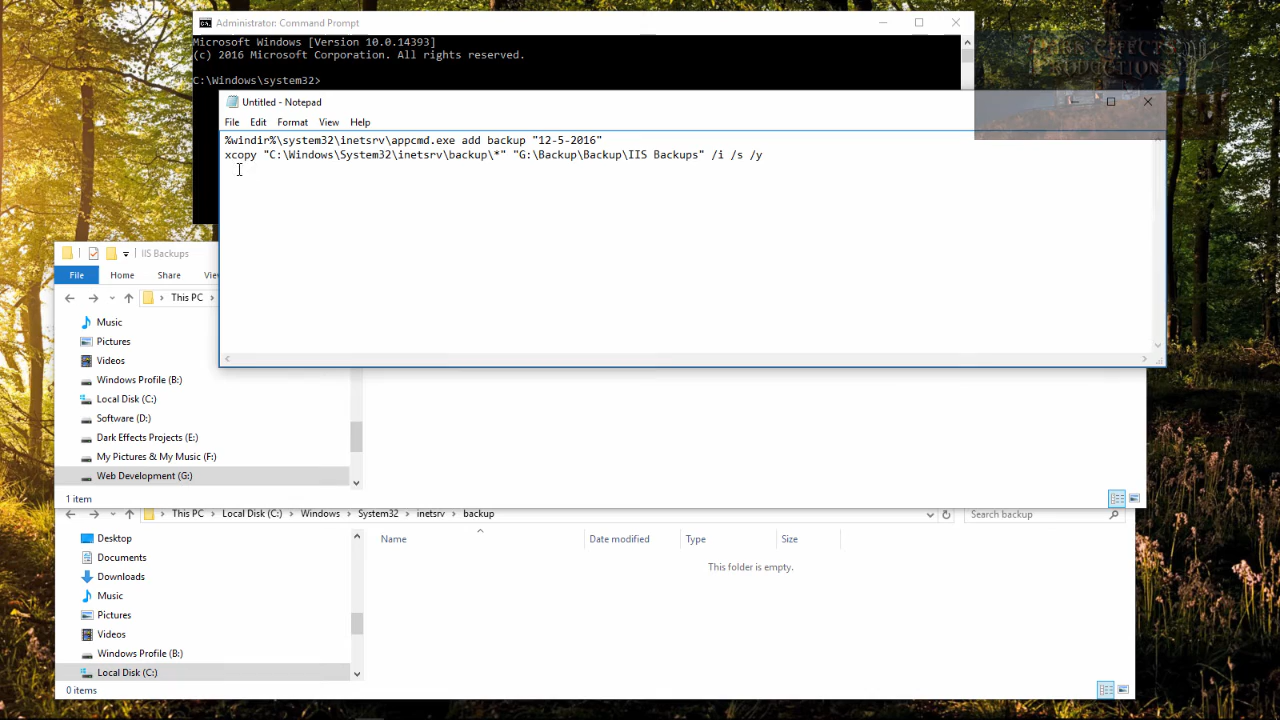 Administrator: Command Prompt
Microsoft Windows [Version 10.0.14393]
(c) 2016 Microsoft Corporation. All rights reserved.
C:\Windows\system32>
DARK EFFECTS
PRODUCTIONS
Untitled - Notepad
File Edit Format View Help
%windir%\system32\inetsrv\appcmd.exe add backup "12-5-2016"
xcopy "C:\Windows\System32\inetsrv\backup\*" "G:\Backup\Backup\IIS Backups" /i /s /y
IIS Backups
File Home Share
This PC
Music
Pictures
Videos
Windows Profile (B:)
Local Disk (C:)
Software (D:)
Dark Effects Projects (E:)
My Pictures & My Music (F:)
Web Development (G:)
1 item
This PC Local Disk (C:) Windows System32 inetsrv backup Search backup
Desktop
Documents
Downloads
Music
Pictures
Videos
Windows Profile (B:)
Local Disk (C:)
Name Date modified Type Size
This folder is empty.
0 items